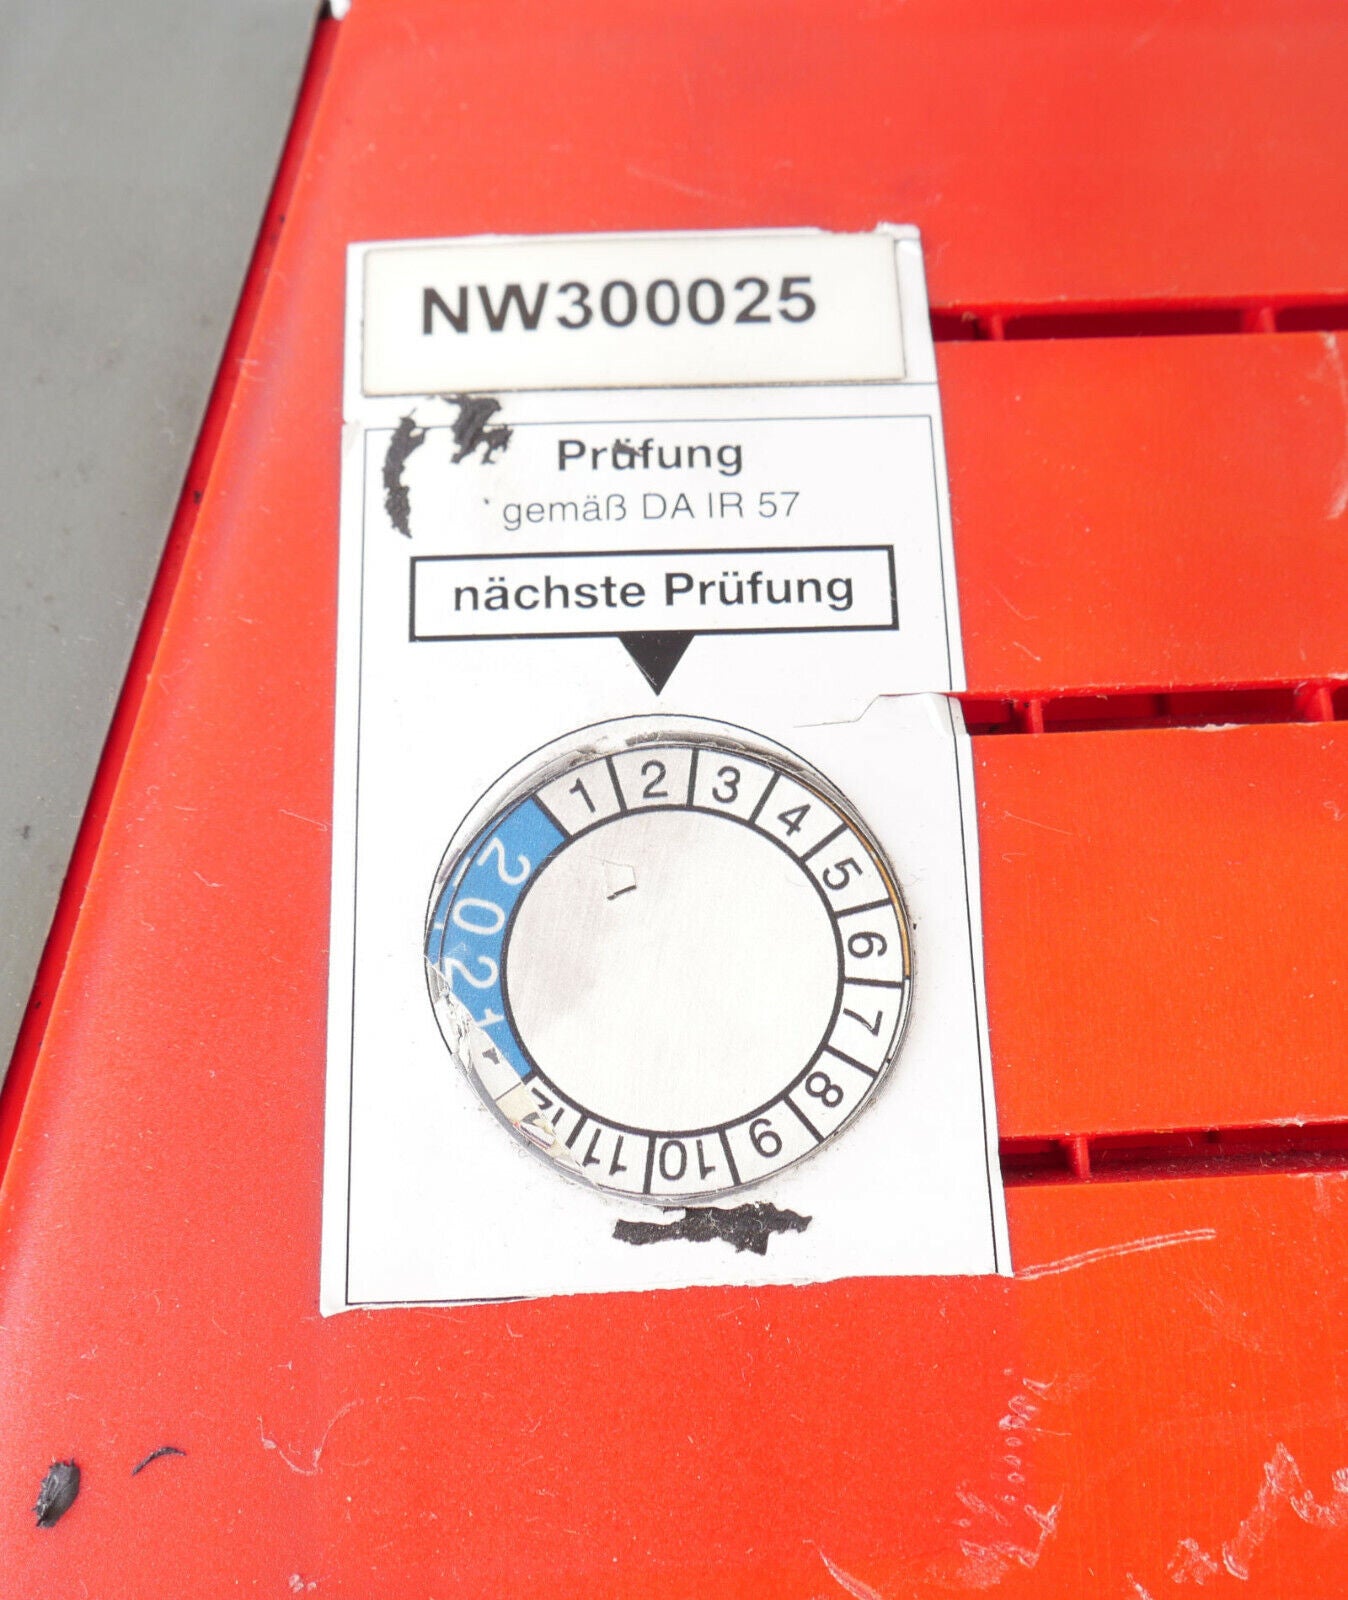 NW300025
Prüfung
gemäß DA IR 57
nächste Prüfung
1 2 3 4 5 6 7 8 9 10 11 12
2021